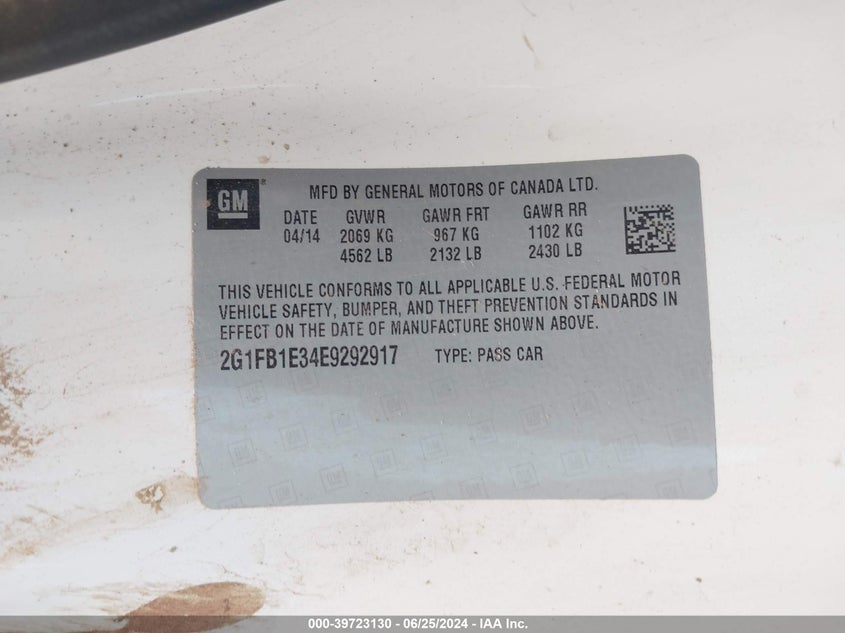 GM
MFD BY GENERAL MOTORS OF CANADA LTD.
DATE GVWR GAWR FRT GAWR RR
04/14 2069 KG 967 KG 1102 KG
4562 LB 2132 LB 2430 LB
THIS VEHICLE CONFORMS TO ALL APPLICABLE U.S. FEDERAL MOTOR
VEHICLE SAFETY, BUMPER, AND THEFT PREVENTION STANDARDS IN
EFFECT ON THE DATE OF MANUFACTURE SHOWN ABOVE.
2G1FB1E34E9292917 TYPE: PASS CAR
000-39723130 - 06/25/2024 - IAA Inc.